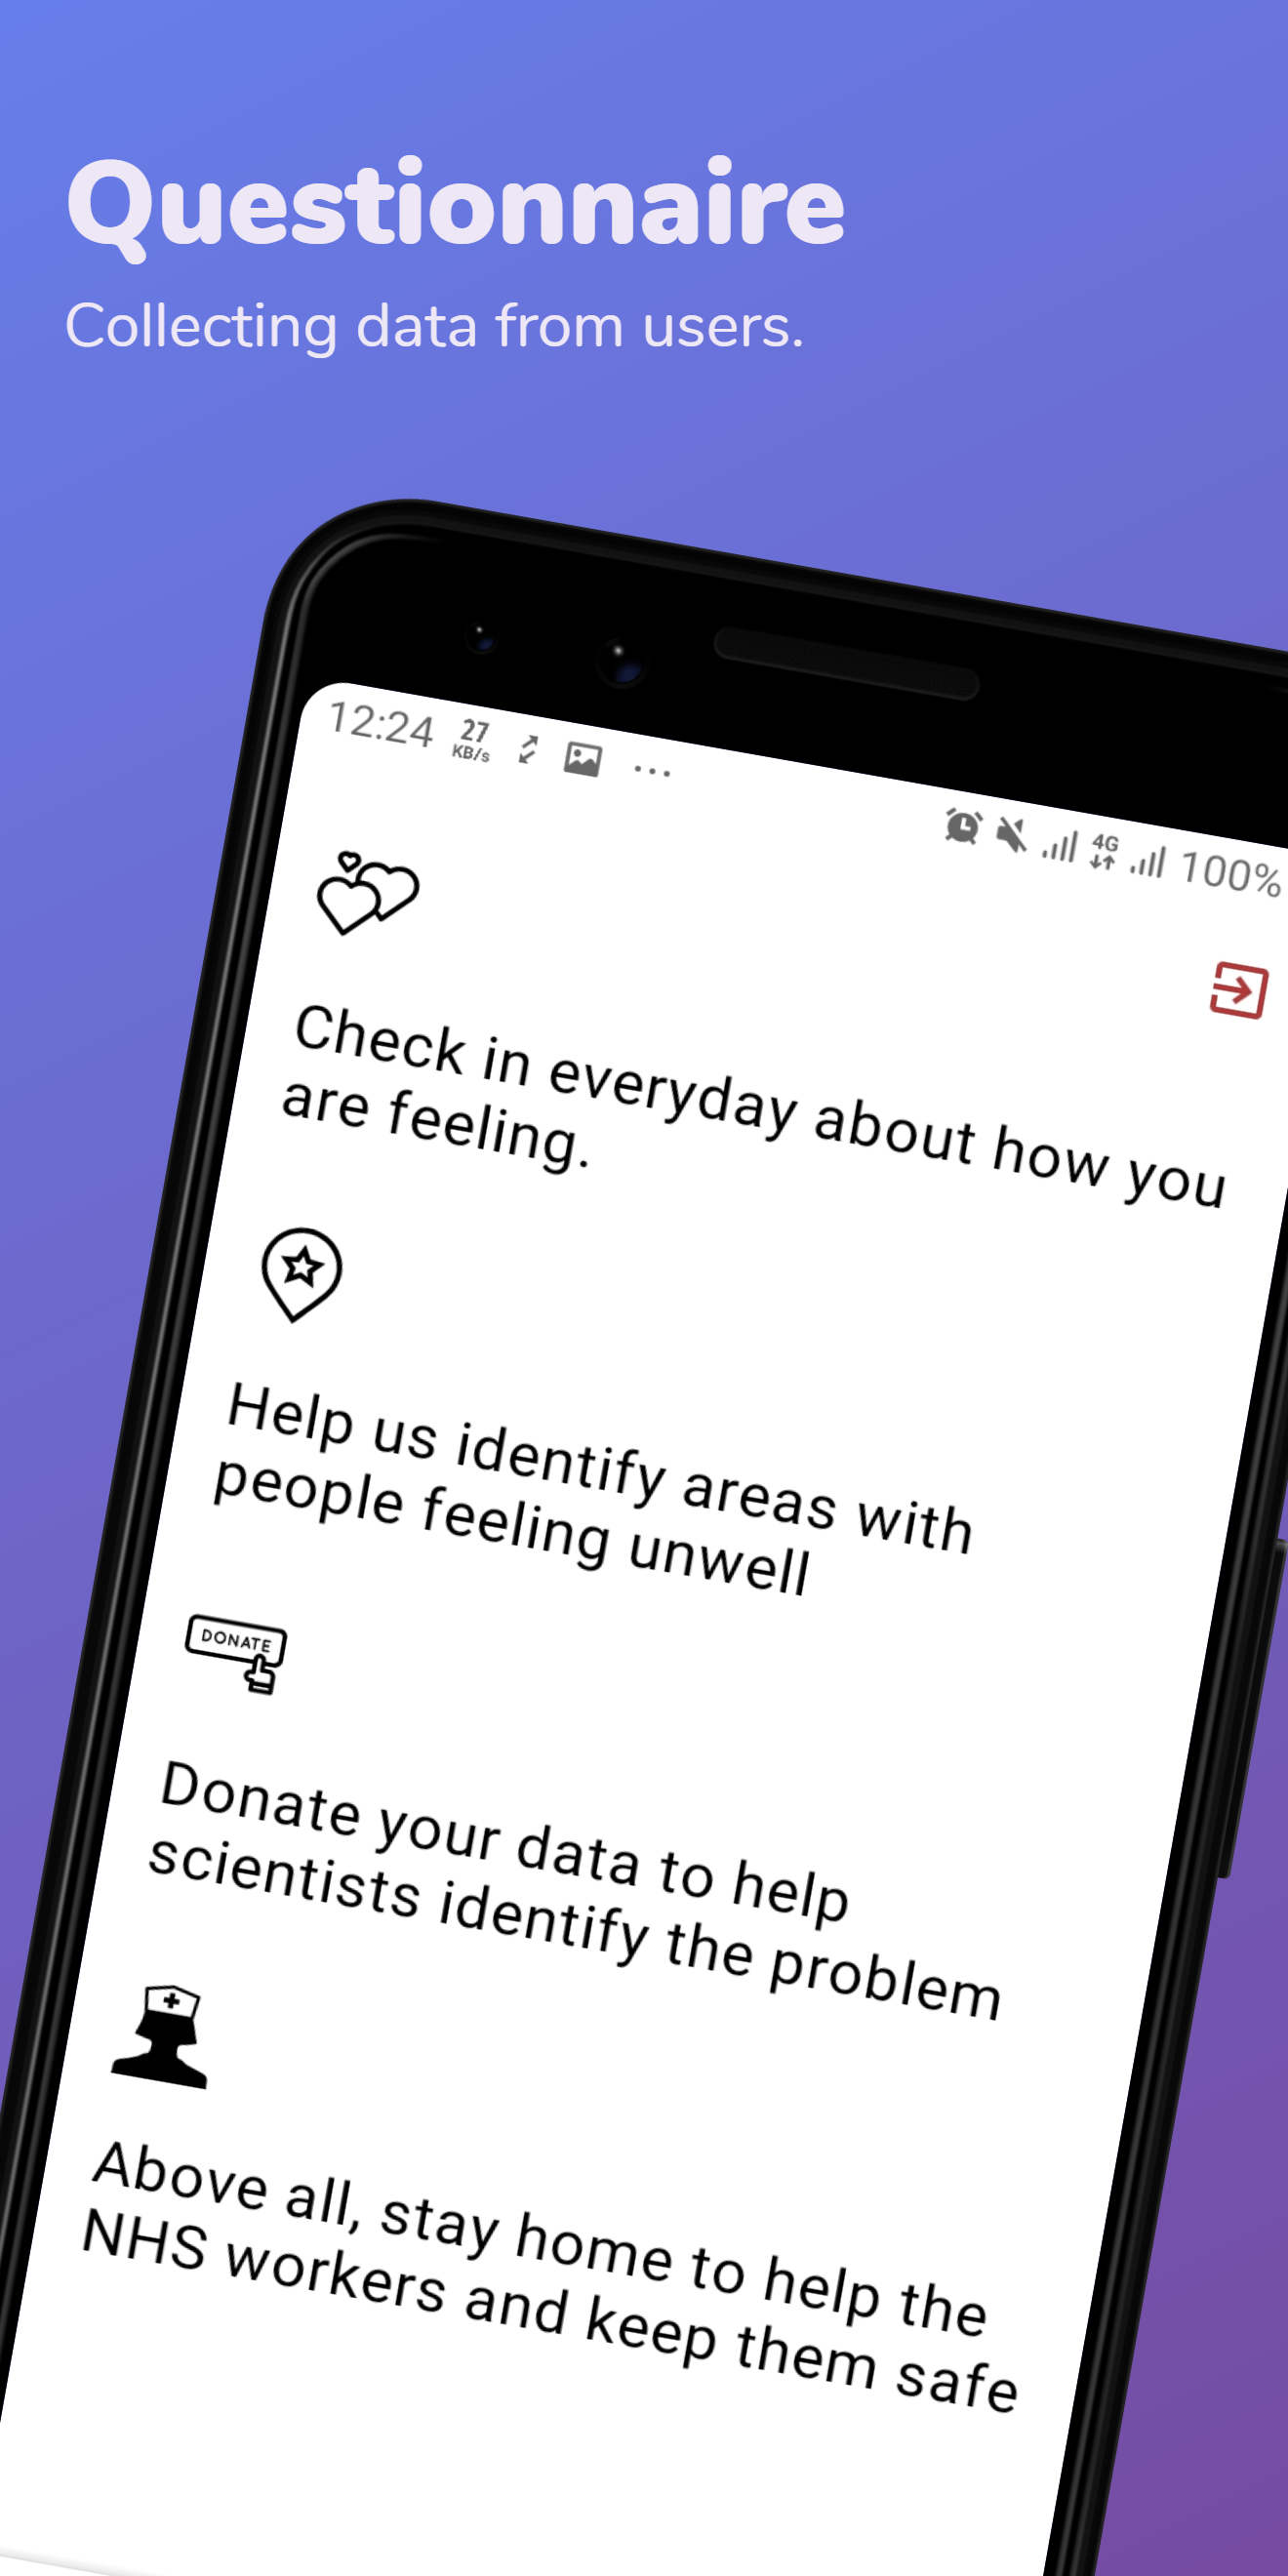 Questionnaire
Collecting data from users.
12:24 27 KB/s 4G 100%
Check in everyday about how you
are feeling.
Help us identify areas with
people feeling unwell
DONATE
Donate your data to help
scientists identify the problem
Above all, stay home to help the
NHS workers and keep them safe